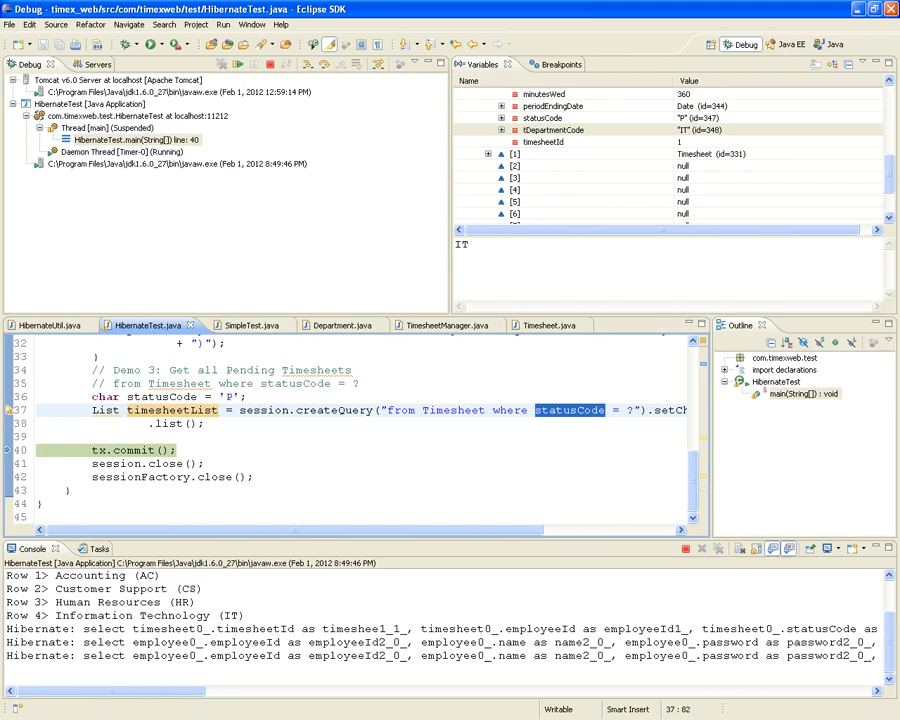 Debug - timex_web/src/com/timexweb/test/HibernateTest.java - Eclipse SDK
File Edit Source Refactor Navigate Search Project Run Window Help
Debug Java EE Java
Debug Servers
Tomcat v6.0 Server at localhost [Apache Tomcat]
C:\Program Files\Java\jdk1.6.0_27\bin\javaw.exe (Feb 1, 2012 12:59:14 PM)
HibernateTest [Java Application]
com.timexweb.test.HibernateTest at localhost:11212
Thread [main] (Suspended)
HibernateTest.main(String[]) line: 40
Daemon Thread [Timer-0] (Running)
C:\Program Files\Java\jdk1.6.0_27\bin\javaw.exe (Feb 1, 2012 8:49:46 PM)
(x)= Variables Breakpoints
Name Value
minutesWed 360
periodEndingDate Date (id=344)
statusCode "P" (id=347)
tDepartmentCode "IT" (id=348)
timesheetId 1
[1] Timesheet (id=331)
[2] null
[3] null
[4] null
[5] null
[6] null
IT
HibernateUtil.java HibernateTest.java SimpleTest.java Department.java TimesheetManager.java Timesheet.java
32 + ")");
33 }
34 // Demo 3: Get all Pending Timesheets
35 // from Timesheet where statusCode = ?
36 char statusCode = 'P';
37 List timesheetList = session.createQuery("from Timesheet where statusCode = ?").setCh
38 .list();
39
40 tx.commit();
41 session.close();
42 sessionFactory.close();
43 }
44 }
45
Outline
com.timexweb.test
import declarations
HibernateTest
main(String[]) : void
Console Tasks
HibernateTest [Java Application] C:\Program Files\Java\jdk1.6.0_27\bin\javaw.exe (Feb 1, 2012 8:49:46 PM)
Row 1> Accounting (AC)
Row 2> Customer Support (CS)
Row 3> Human Resources (HR)
Row 4> Information Technology (IT)
Hibernate: select timesheet0_.timesheetId as timeshee1_1_, timesheet0_.employeeId as employeeId1_, timesheet0_.statusCode as
Hibernate: select employee0_.employeeId as employeeId2_0_, employee0_.name as name2_0_, employee0_.password as password2_0_,
Hibernate: select employee0_.employeeId as employeeId2_0_, employee0_.name as name2_0_, employee0_.password as password2_0_,
Writable Smart Insert 37 : 82